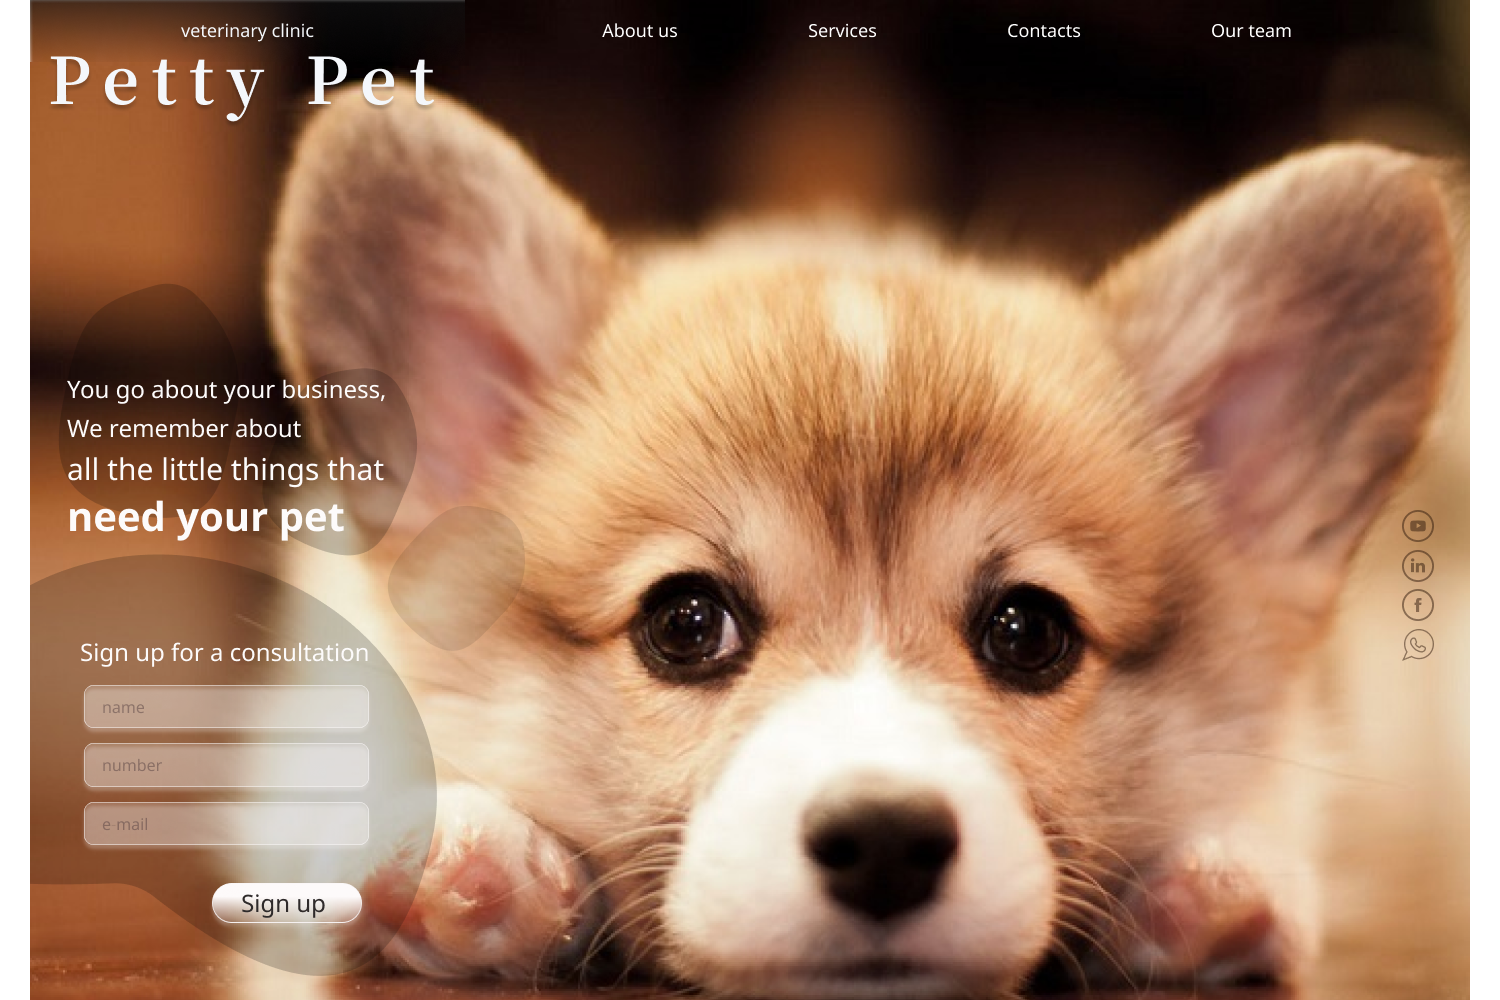 veterinary clinic
Petty Pet
About us
Services
Contacts
Our team
You go about your business,
We remember about
all the little things that
need your pet
Sign up for a consultation
name
number
e-mail
Sign up
in
f